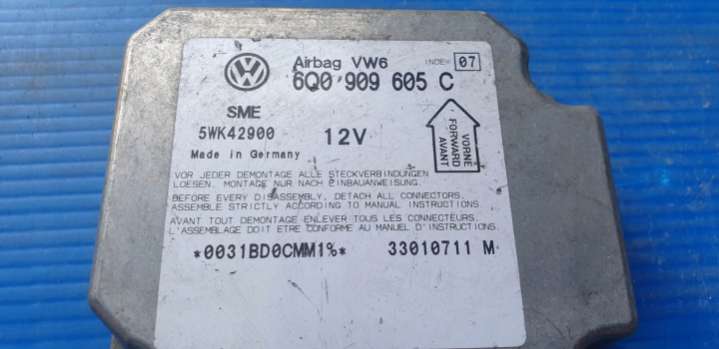 Airbag VW6 INDEX 07
6Q0 909 605 C
SME
5WK42900 12V
Made in Germany
VORNE
FORWARD
AVANT
VOR JEDER DEMONTAGE ALLE STECKVERBINDUNGEN
LOESEN. MONTAGE NUR NACH EINBAUANWEISUNG.
BEFORE EVERY DISASSEMBLY, DETACH ALL CONNECTORS.
ASSEMBLE STRICTLY ACCORDING TO MANUAL INSTRUCTIONS.
AVANT TOUT DEMONTAGE ENLEVER TOUS LES CONNECTEURS.
L'ASSEMBLAGE DOIT ETRE CONFORME AU MANUEL D'INSTRUCTIONS.
*0031BD0CMM1%* 33010711 M